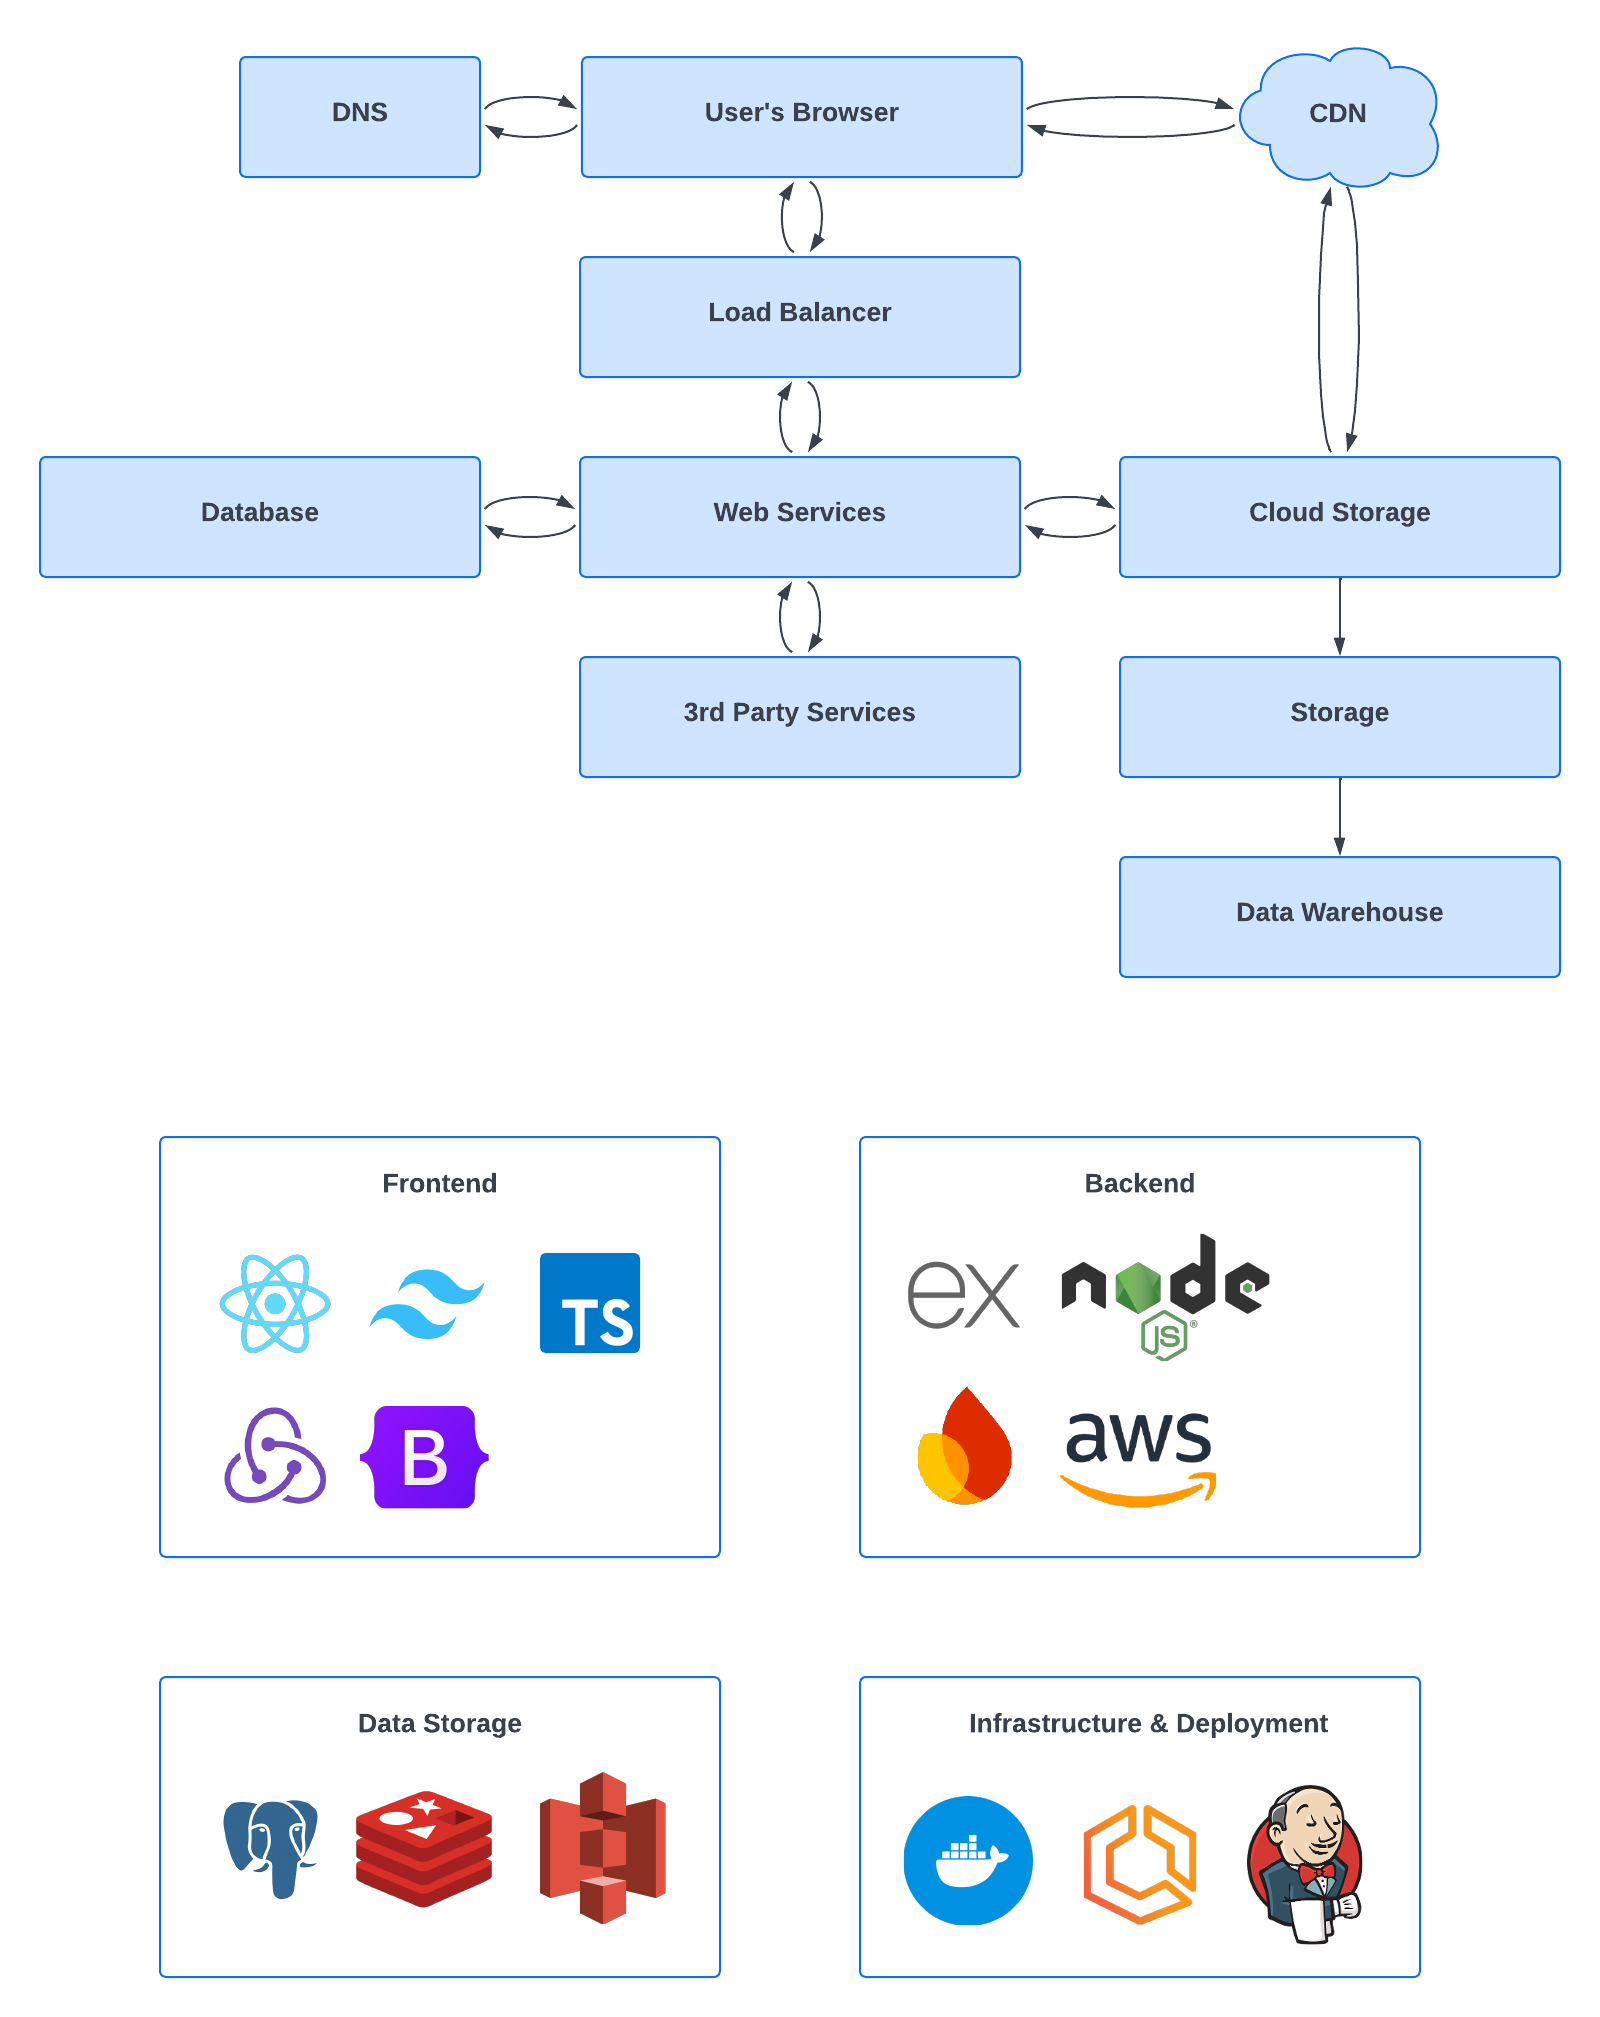 DNS
User's Browser
CDN
Load Balancer
Database
Web Services
Cloud Storage
3rd Party Services
Storage
Data Warehouse
Frontend
Backend
TS
ex
node
JS®
B
aws
Data Storage
Infrastructure & Deployment